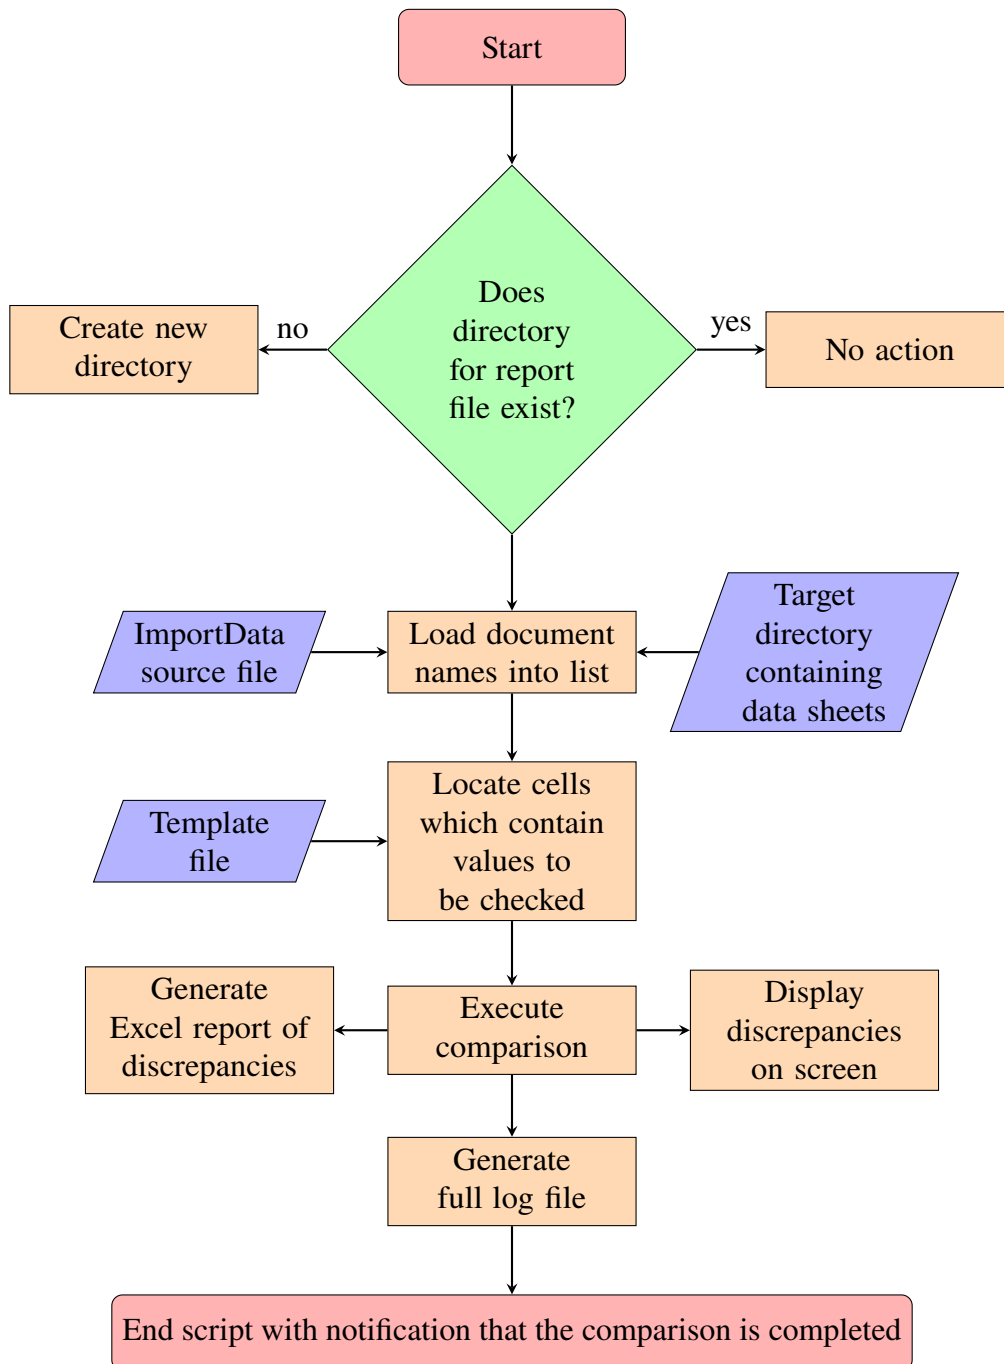 Start
Does
directory
for report
file exist?
no
yes
Create new
directory
No action
ImportData
source file
Load document
names into list
Target
directory
containing
data sheets
Template
file
Locate cells
which contain
values to
be checked
Generate
Excel report of
discrepancies
Execute
comparison
Display
discrepancies
on screen
Generate
full log file
End script with notification that the comparison is completed